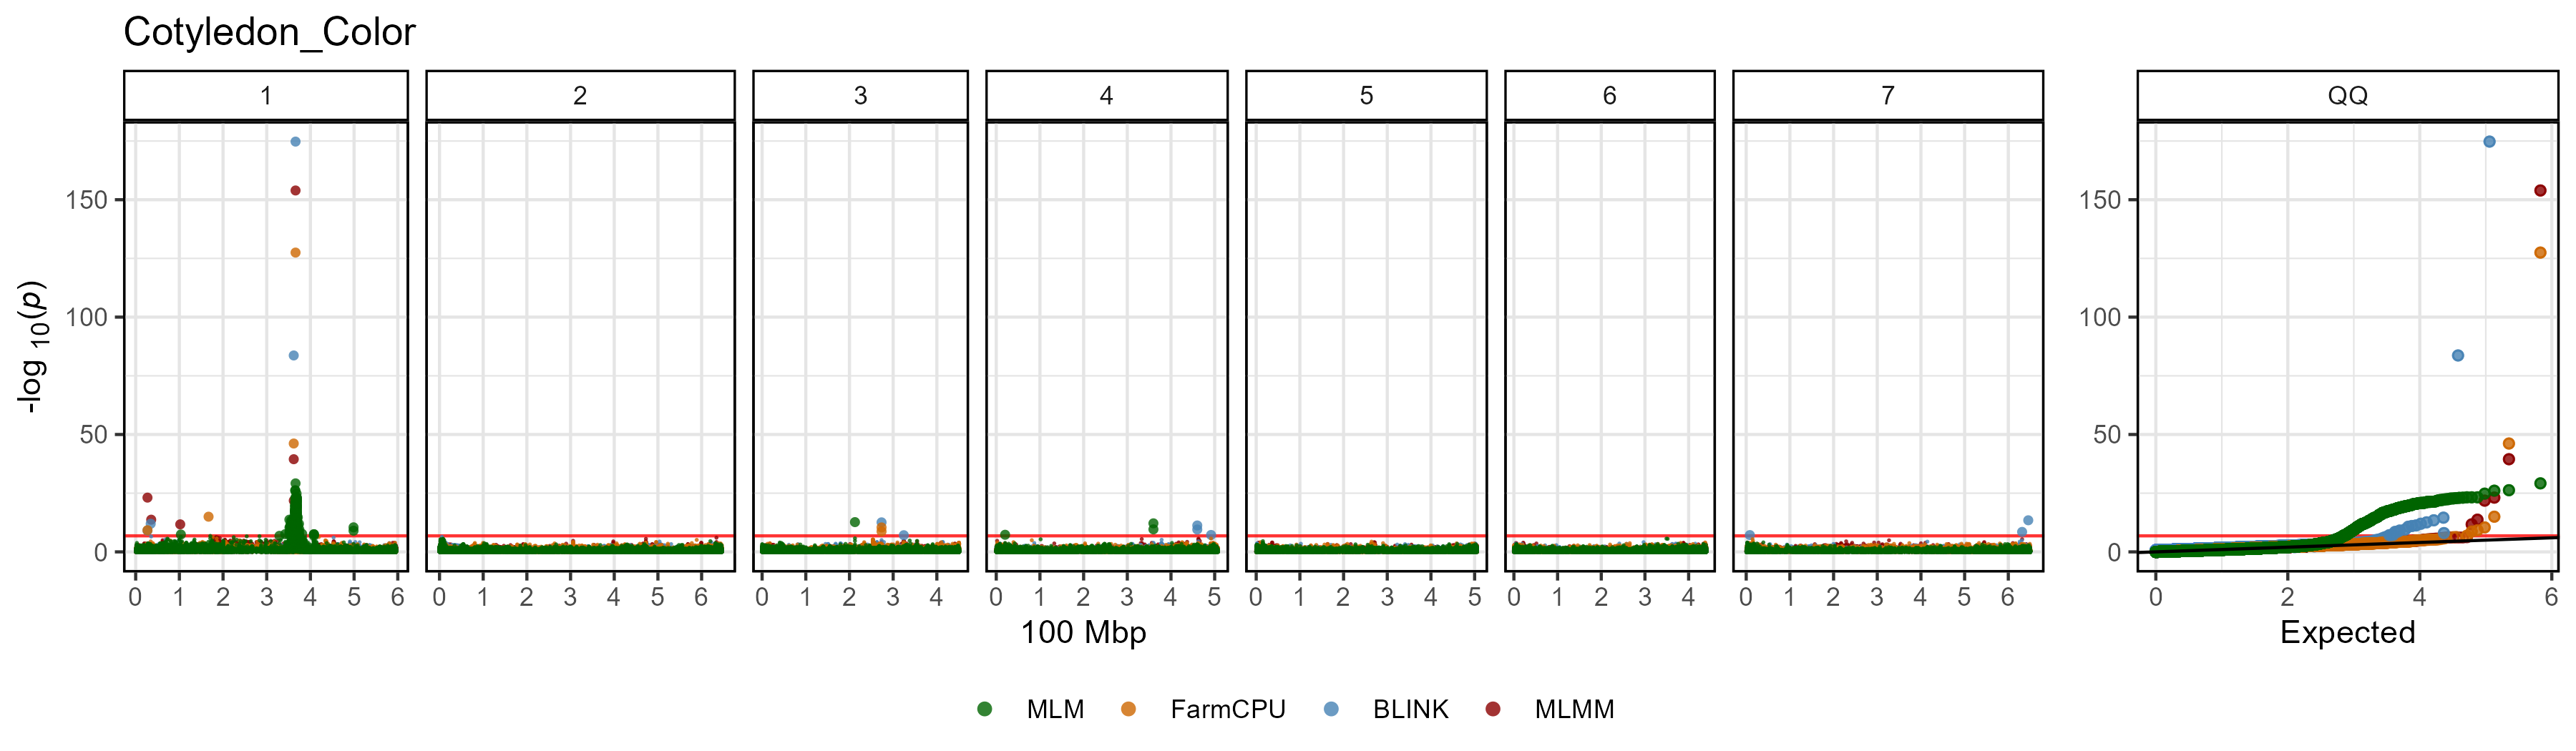 Cotyledon_Color
1 2 3 4 5 6 7 QQ
150 150
100 100
50 50
0 0
-log 10(p)
0 1 2 3 4 5 6 0 1 2 3 4 5 6 0 1 2 3 4 0 1 2 3 4 5 0 1 2 3 4 5 0 1 2 3 4 0 1 2 3 4 5 6 0 2 4 6
100 Mbp Expected
MLM FarmCPU BLINK MLMM